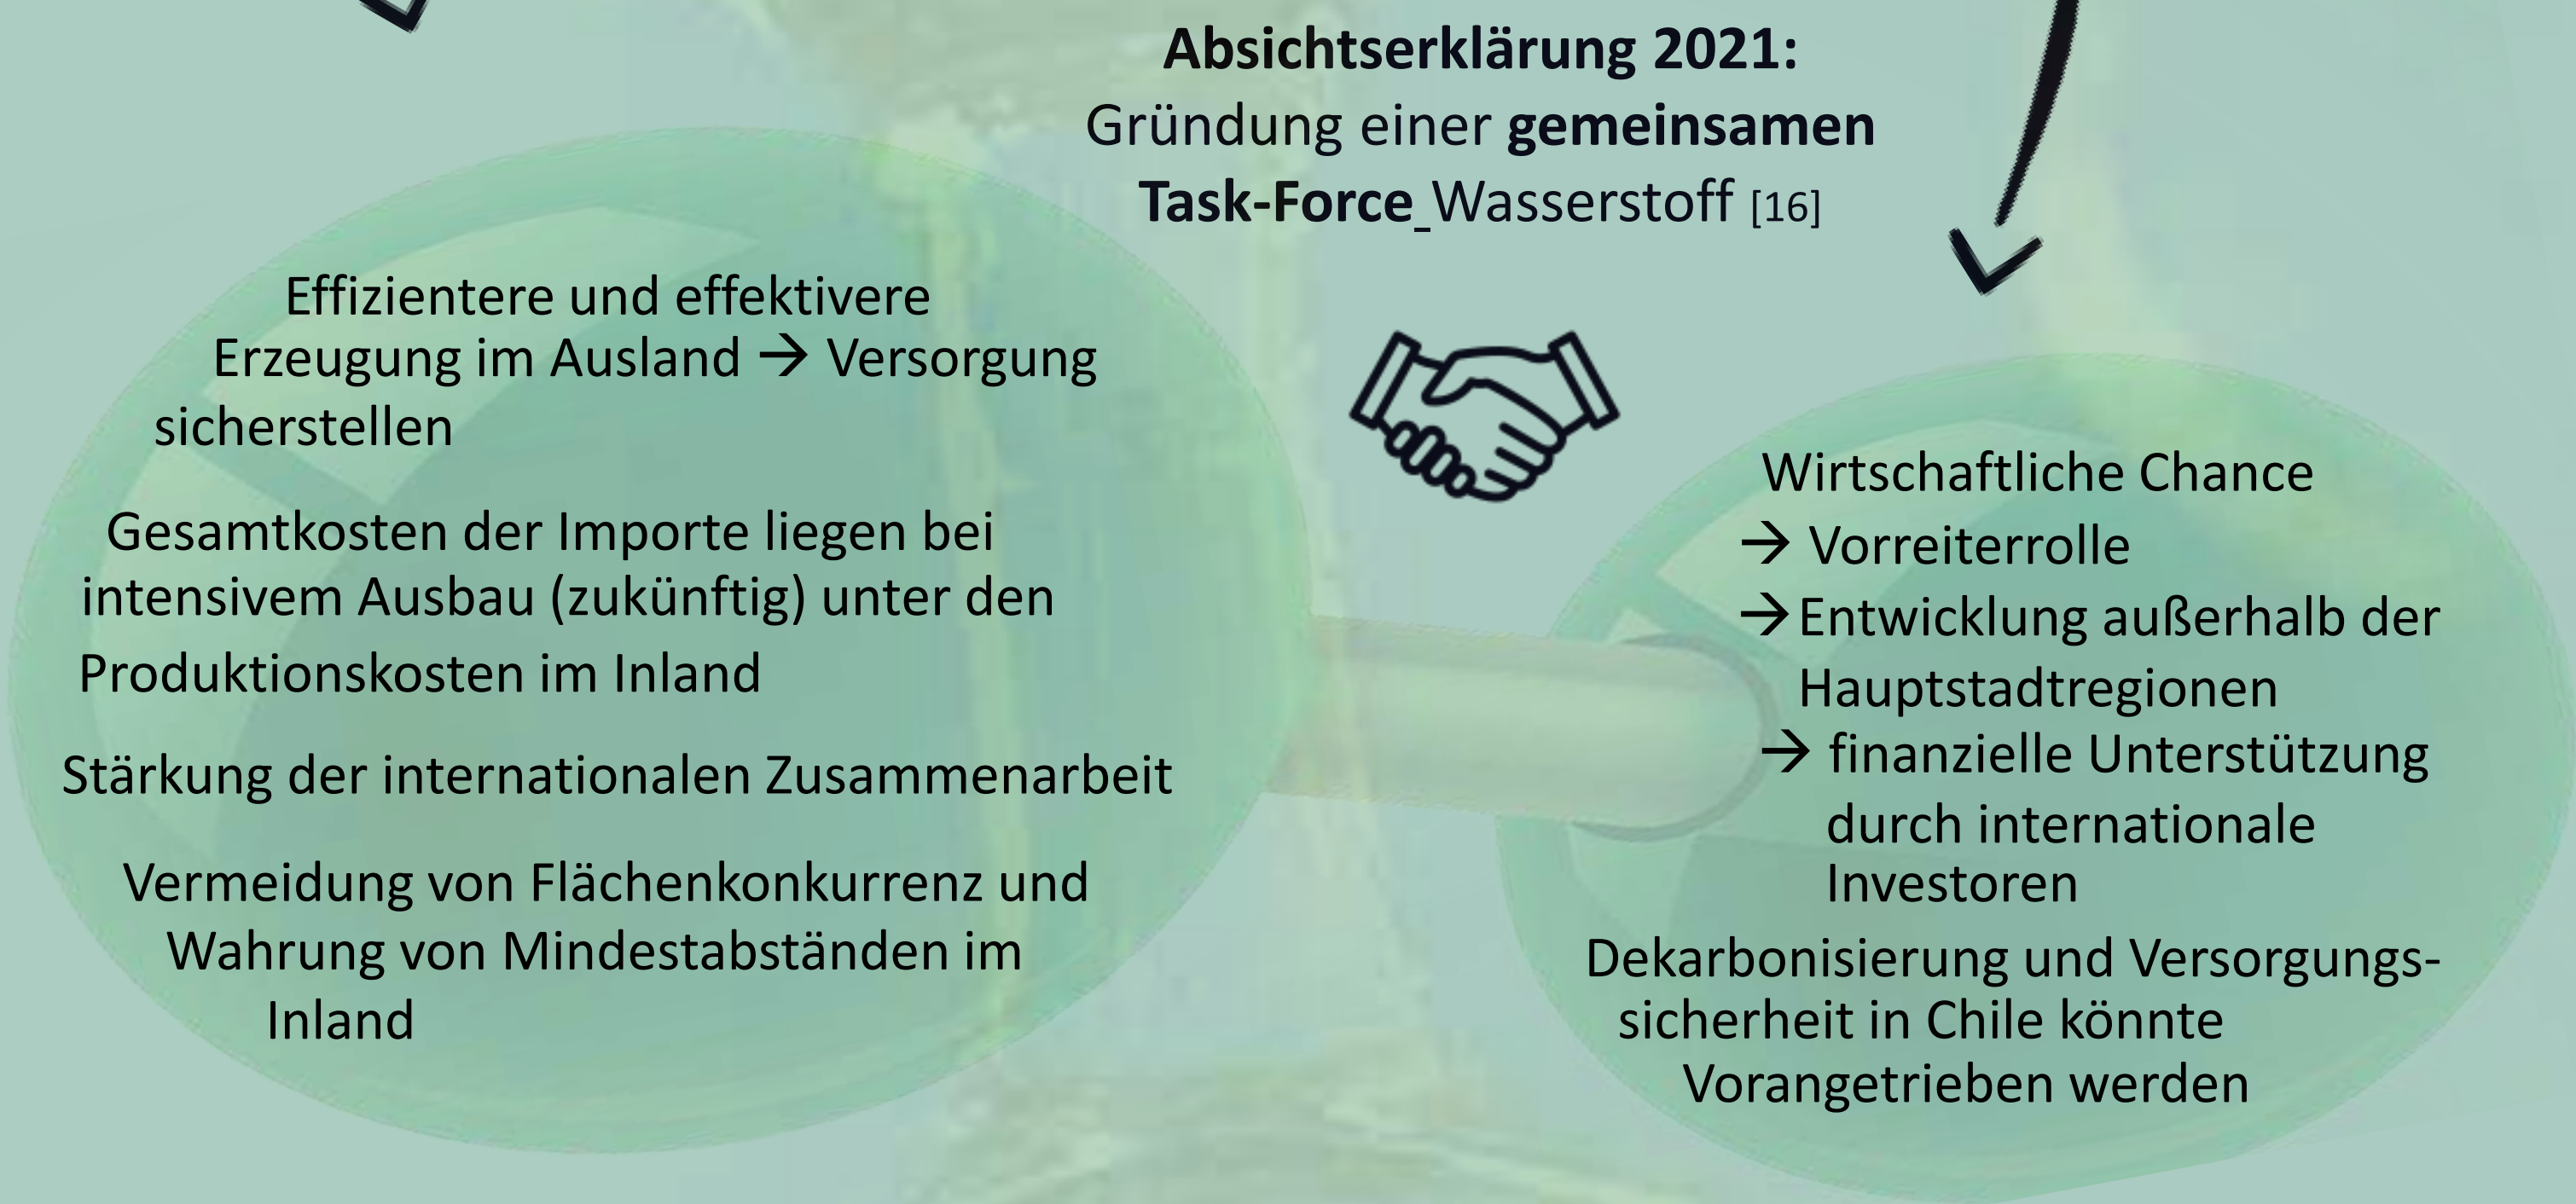 Absichtserklärung 2021:
Gründung einer gemeinsamen
Task-Force Wasserstoff [16]
Effizientere und effektivere
Erzeugung im Ausland → Versorgung
sicherstellen
Gesamtkosten der Importe liegen bei
intensivem Ausbau (zukünftig) unter den
Produktionskosten im Inland
Stärkung der internationalen Zusammenarbeit
Vermeidung von Flächenkonkurrenz und
Wahrung von Mindestabständen im
Inland
Wirtschaftliche Chance
→ Vorreiterrolle
→ Entwicklung außerhalb der
Hauptstadtregionen
→ finanzielle Unterstützung
durch internationale
Investoren
Dekarbonisierung und Versorgungs-
sicherheit in Chile könnte
Vorangetrieben werden